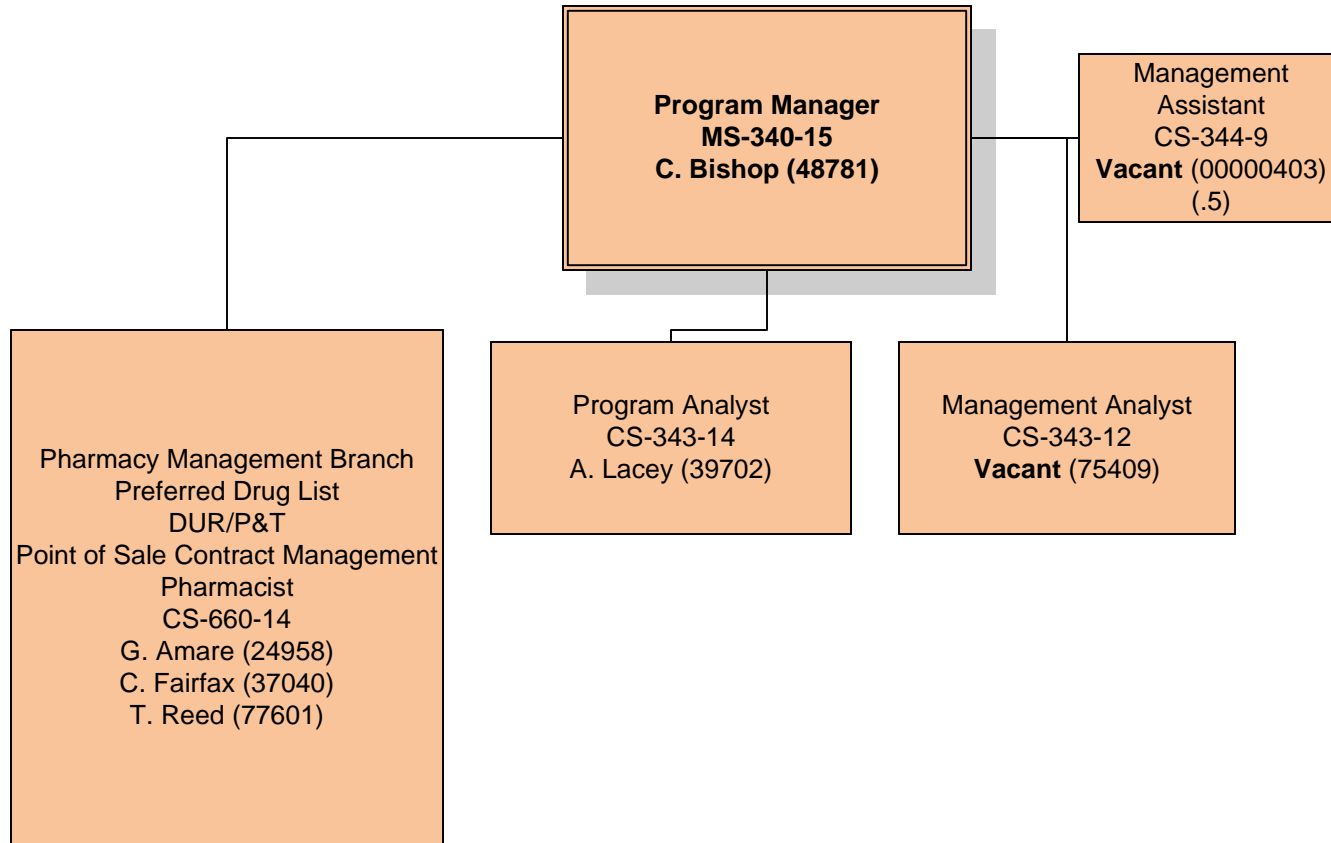 Program Manager
MS-340-15
C. Bishop (48781)
Management
Assistant
CS-344-9
Vacant (00000403)
(.5)
Pharmacy Management Branch
Preferred Drug List
DUR/P&T
Point of Sale Contract Management
Pharmacist
CS-660-14
G. Amare (24958)
C. Fairfax (37040)
T. Reed (77601)
Program Analyst
CS-343-14
A. Lacey (39702)
Management Analyst
CS-343-12
Vacant (75409)